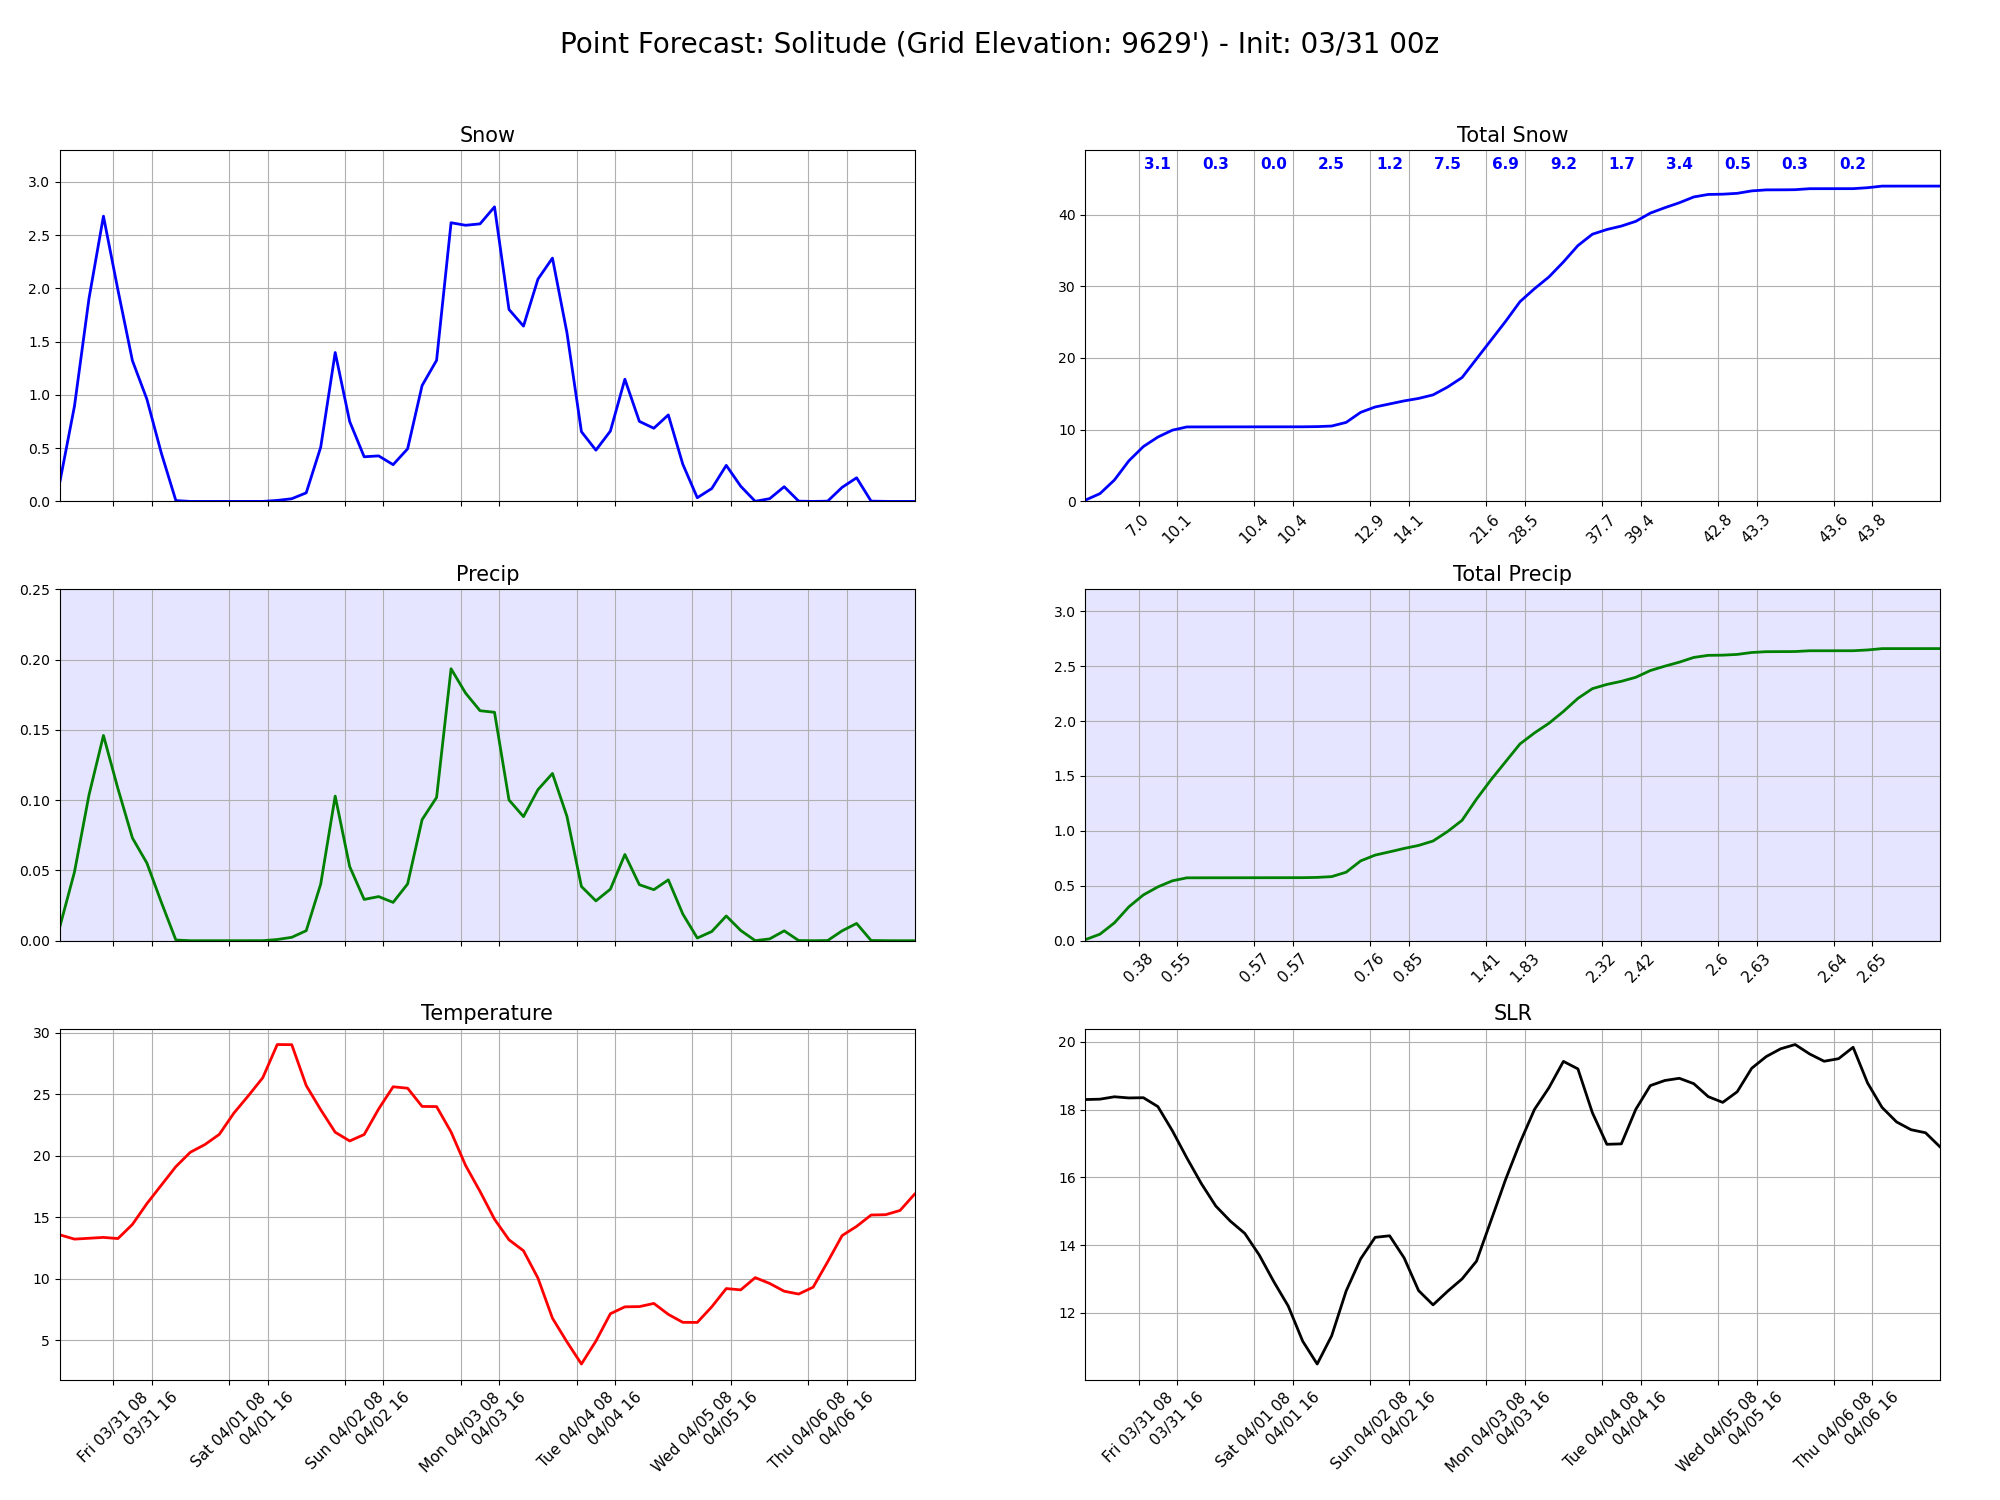 Point Forecast: Solitude (Grid Elevation: 9629') - Init: 03/31 00z
Snow
3.0
2.5
2.0
1.5
1.0
0.5
0.0
Total Snow
3.1 0.3 0.0 2.5 1.2 7.5 6.9 9.2 1.7 3.4 0.5 0.3 0.2
40
30
20
10
0
7.0 10.1 10.4 10.4 12.9 14.1 21.6 28.5 37.7 39.4 42.8 43.3 43.6 43.8
Precip
0.25
0.20
0.15
0.10
0.05
0.00
Total Precip
3.0
2.5
2.0
1.5
1.0
0.5
0.0
0.38 0.55 0.57 0.57 0.76 0.85 1.41 1.83 2.32 2.42 2.6 2.63 2.64 2.65
Temperature
30
25
20
15
10
5
Fri 03/31 08
03/31 16
Sat 04/01 08
04/01 16
Sun 04/02 08
04/02 16
Mon 04/03 08
04/03 16
Tue 04/04 08
04/04 16
Wed 04/05 08
04/05 16
Thu 04/06 08
04/06 16
SLR
20
18
16
14
12
Fri 03/31 08
03/31 16
Sat 04/01 08
04/01 16
Sun 04/02 08
04/02 16
Mon 04/03 08
04/03 16
Tue 04/04 08
04/04 16
Wed 04/05 08
04/05 16
Thu 04/06 08
04/06 16